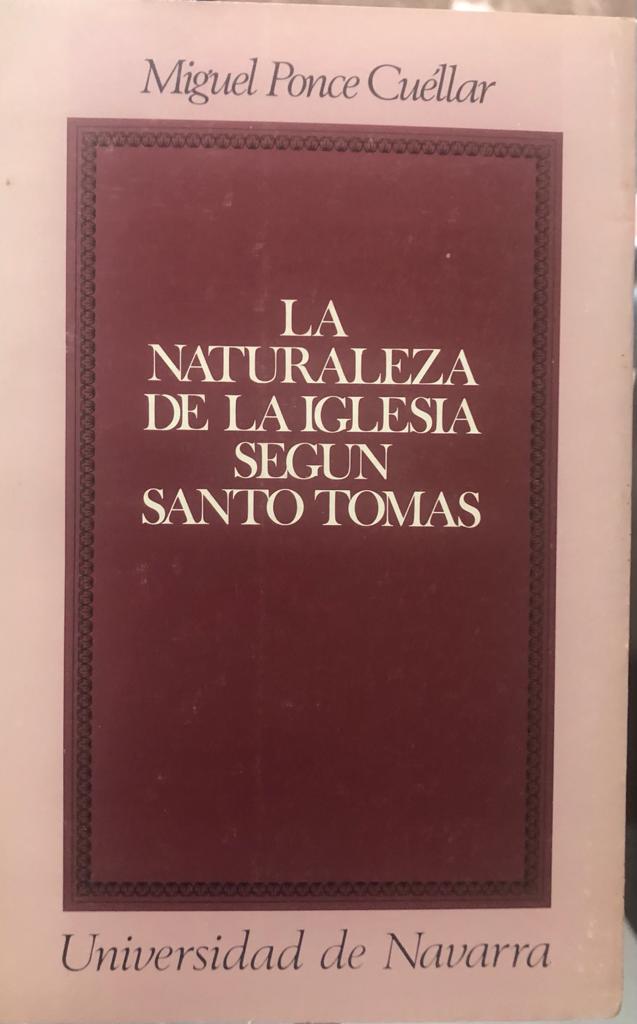 Miguel Ponce Cuéllar
LA
NATURALEZA
DE LA IGLESIA
SEGUN
SANTO TOMAS
Universidad de Navarra